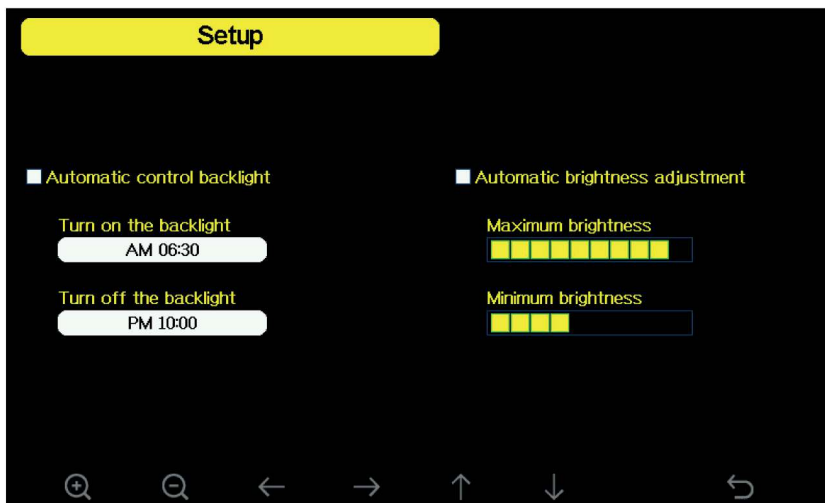 Setup
Automatic control backlight
Turn on the backlight
AM 06:30
Turn off the backlight
PM 10:00
Automatic brightness adjustment
Maximum brightness
Minimum brightness